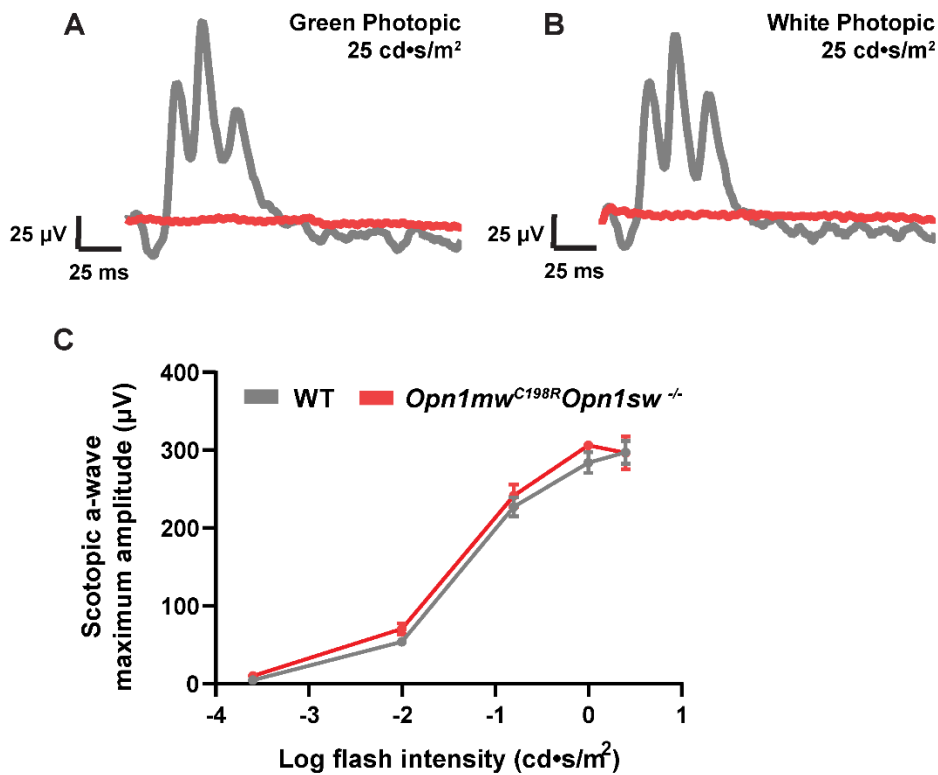 A
Green Photopic
25 cd•s/m²
25 µV
25 ms
B
White Photopic
25 cd•s/m²
25 µV
25 ms
C
WT
Opn1mw^C198R Opn1sw ^-/-
Scotopic a-wave
maximum amplitude (µV)
400
300
200
100
0
-4
-3
-2
-1
0
1
Log flash intensity (cd•s/m²)